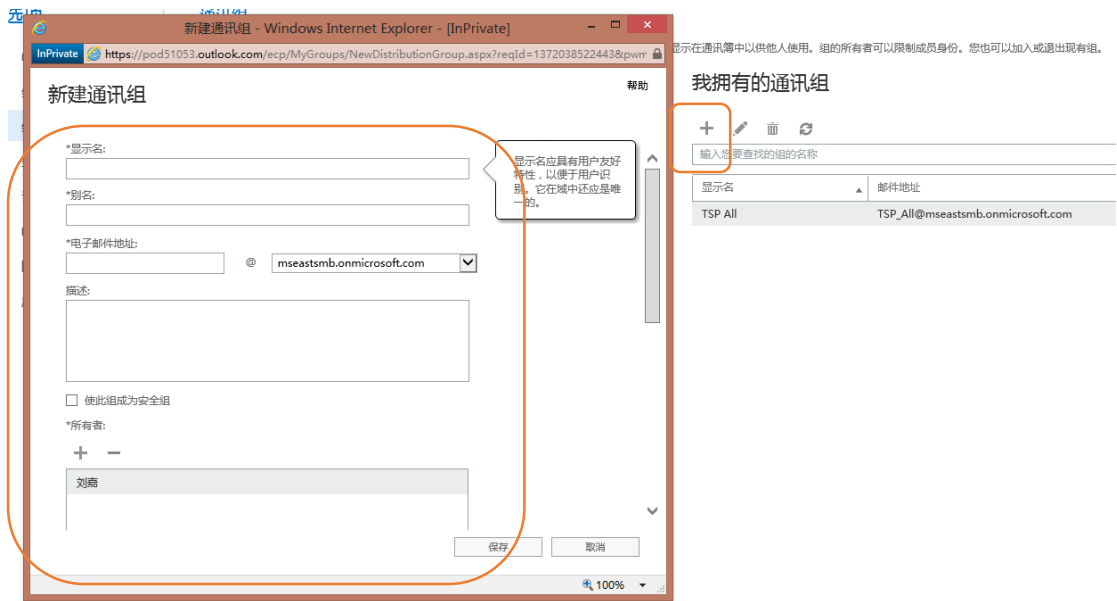 通讯组
新建通讯组 - Windows Internet Explorer - [InPrivate]
InPrivate
https://pod51053.outlook.com/ecp/MyGroups/NewDistributionGroup.aspx?reqId=1372038522443&pwm
显示在通讯簿中以供他人使用。组的所有者可以限制成员身份。您也可以加入或退出现有组。
帮助
新建通讯组
*显示名:
显示名应具有用户友好
特性，以便于用户识
别。它在域中还应是唯
一的。
*别名:
*电子邮件地址:
@
mseastsmb.onmicrosoft.com
描述:
使此组成为安全组
*所有者:
刘嘉
保存
取消
100%
我拥有的通讯组
输入您要查找的组的名称
显示名
邮件地址
TSP All
TSP_All@mseastsmb.onmicrosoft.com